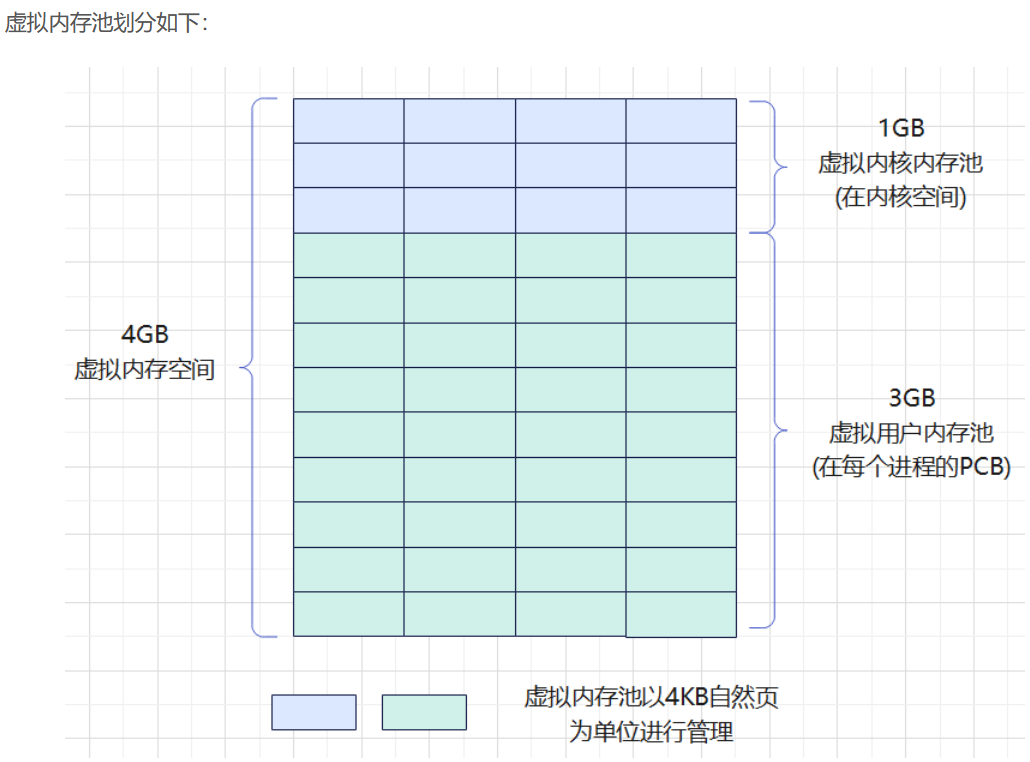 虚拟内存池划分如下：
1GB
虚拟内核内存池
(在内核空间)
4GB
虚拟内存空间
3GB
虚拟用户内存池
(在每个进程的PCB)
虚拟内存池以4KB自然页
为单位进行管理